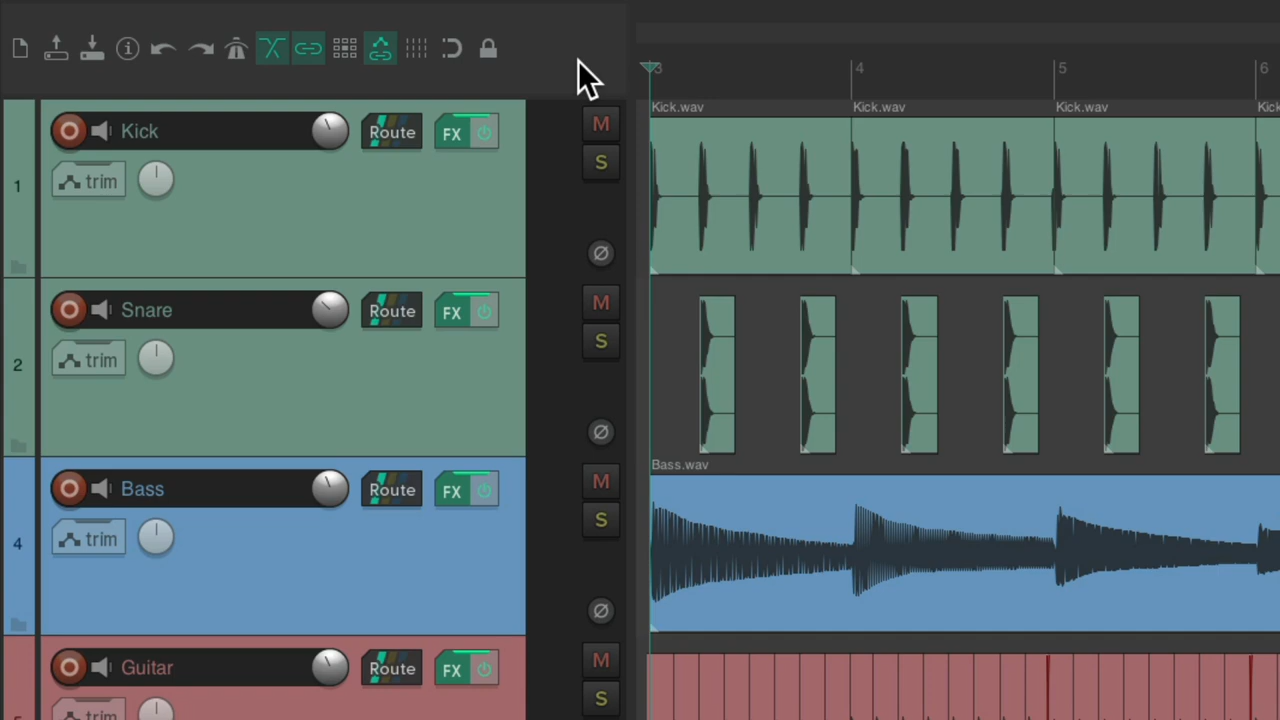 3 4 5 6
Kick.wav Kick.wav Kick.wav Kick
1 Kick Route FX M
trim S
2 Snare Route FX M
trim S
Bass.wav
4 Bass Route FX M
trim S
Guitar Route FX M
trim S